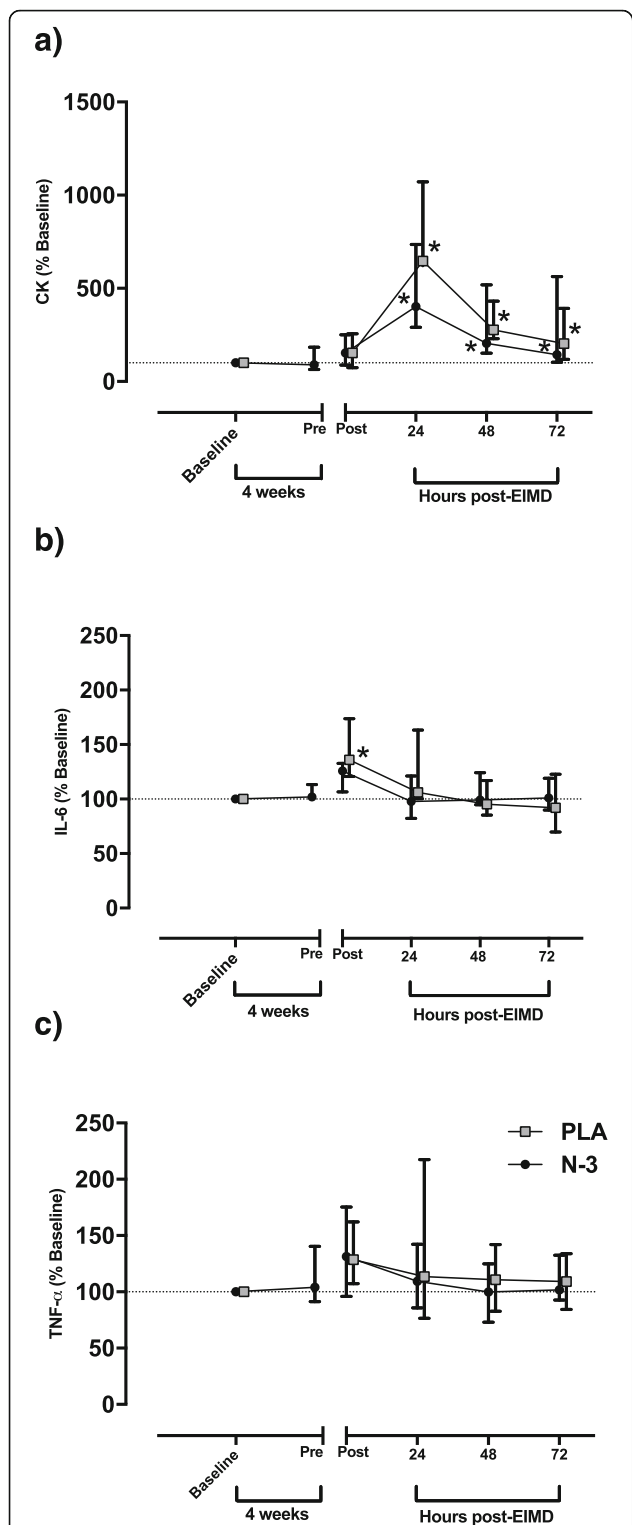 a)
1500
1000
500
0
CK (% Baseline)
*
*
*
*
*
*
Baseline
Pre
Post
24
48
72
4 weeks
Hours post-EIMD
b)
250
200
150
100
50
0
IL-6 (% Baseline)
*
Baseline
Pre
Post
24
48
72
4 weeks
Hours post-EIMD
c)
250
200
150
100
50
0
TNF-α (% Baseline)
PLA
N-3
Baseline
Pre
Post
24
48
72
4 weeks
Hours post-EIMD